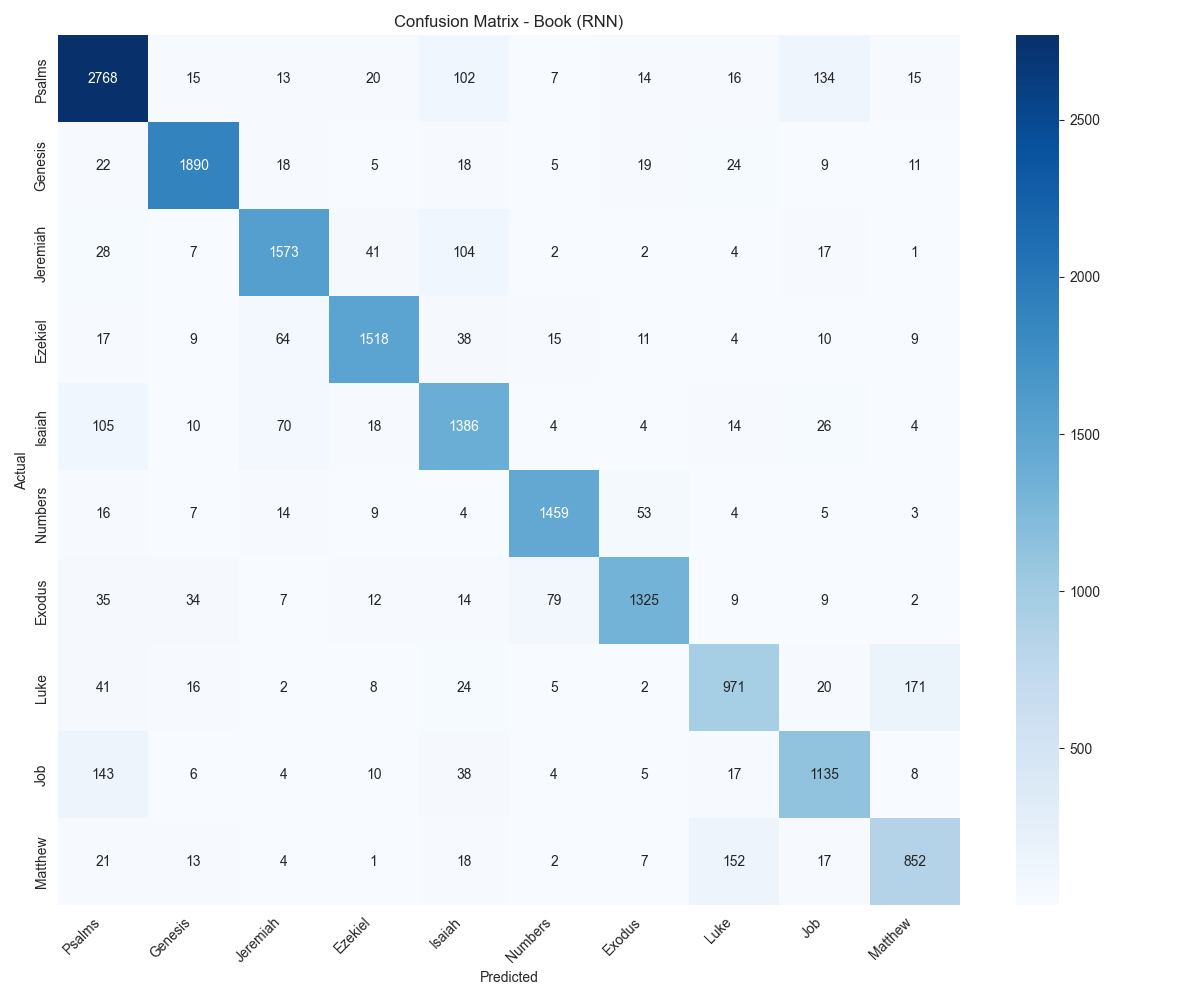 Confusion Matrix - Book (RNN)
Psalms 2768 15 13 20 102 7 14 16 134 15
Genesis 22 1890 18 5 18 5 19 24 9 11
Jeremiah 28 7 1573 41 104 2 2 4 17 1
Ezekiel 17 9 64 1518 38 15 11 4 10 9
Isaiah 105 10 70 18 1386 4 4 14 26 4
Numbers 16 7 14 9 4 1459 53 4 5 3
Exodus 35 34 7 12 14 79 1325 9 9 2
Luke 41 16 2 8 24 5 2 971 20 171
Job 143 6 4 10 38 4 5 17 1135 8
Matthew 21 13 4 1 18 2 7 152 17 852
Actual
Psalms Genesis Jeremiah Ezekiel Isaiah Numbers Exodus Luke Job Matthew
Predicted
2500
2000
1500
1000
500